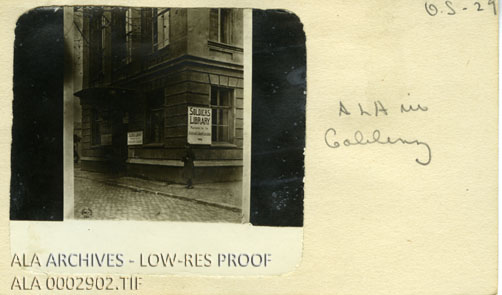 O.S-29
SOLDIERS
LIBRARY
ALA in
Coblenz
ALA ARCHIVES - LOW-RES PROOF
ALA 0002902.TIF